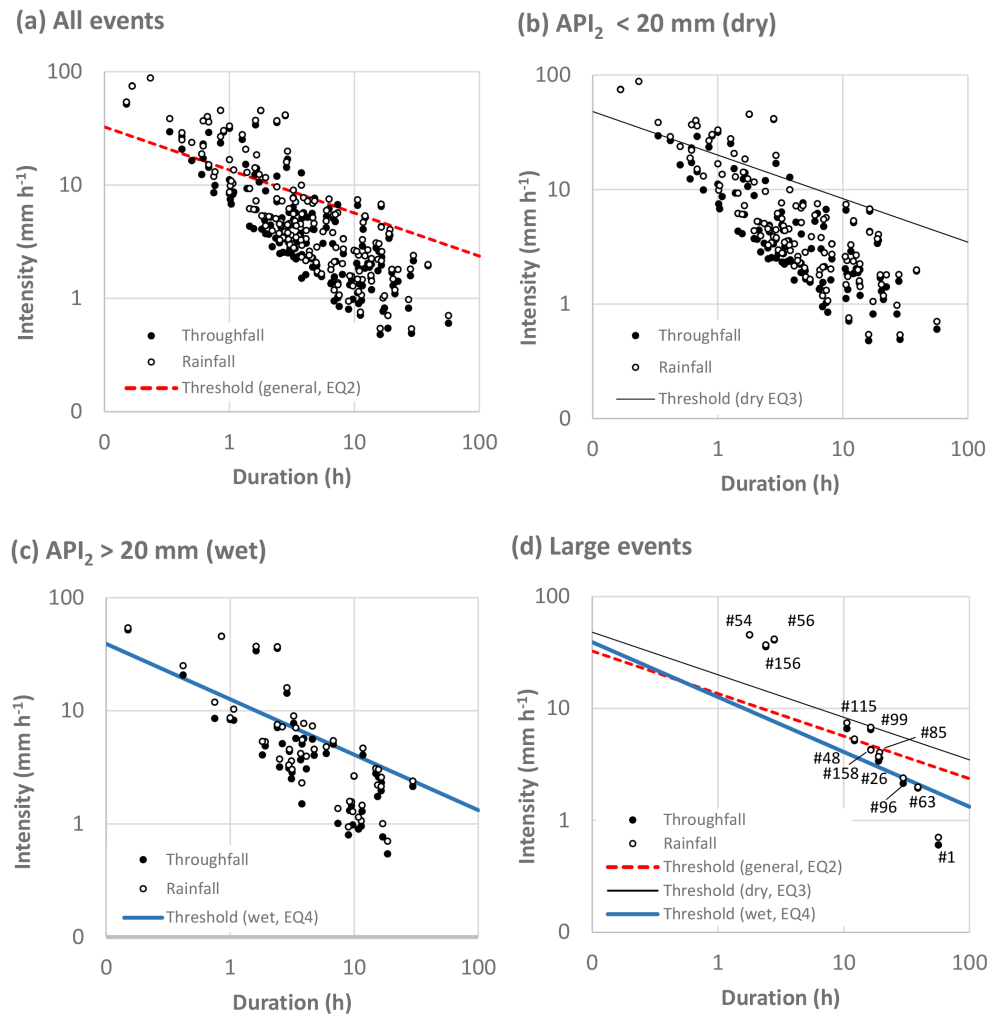 (a) All events
100
10
1
0
0
1
10
100
Intensity (mm h-1)
Duration (h)
Throughfall
Rainfall
Threshold (general, EQ2)
(b) API2 < 20 mm (dry)
100
10
1
0
0
1
10
100
Intensity (mm h-1)
Duration (h)
Throughfall
Rainfall
Threshold (dry EQ3)
(c) API2 > 20 mm (wet)
100
10
1
0
0
1
10
100
Intensity (mm h-1)
Duration (h)
Throughfall
Rainfall
Threshold (wet, EQ4)
(d) Large events
100
10
1
0
0
1
10
100
Intensity (mm h-1)
Duration (h)
#54
#56
#156
#115
#99
#85
#48
#158
#26
#96
#63
#1
Throughfall
Rainfall
Threshold (general, EQ2)
Threshold (dry, EQ3)
Threshold (wet, EQ4)